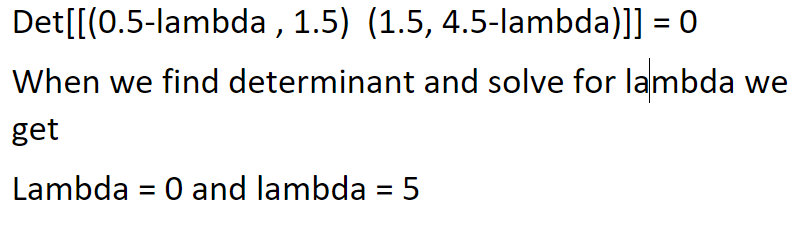 Det[[(0.5-lambda , 1.5)  (1.5, 4.5-lambda)]] = 0
When we find determinant and solve for lambda we
get
Lambda = 0 and lambda = 5